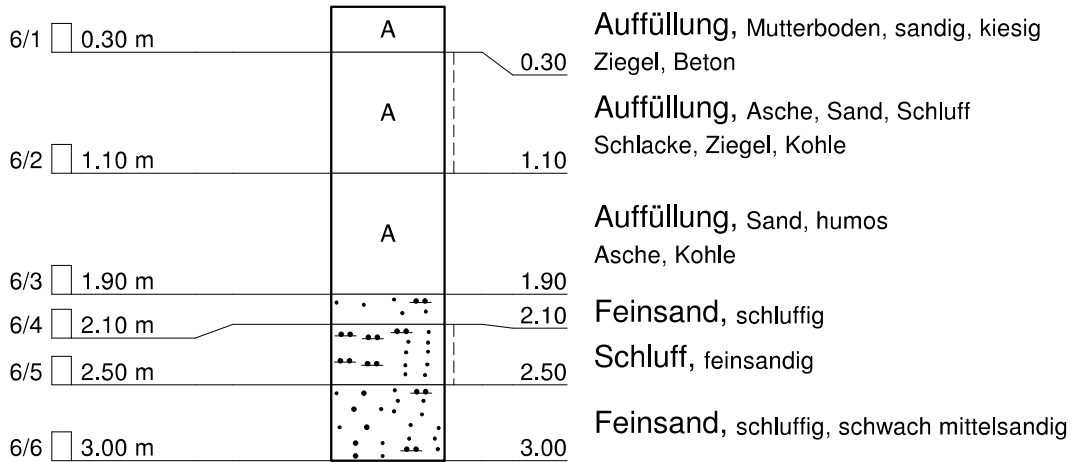 6/1 0.30 m
A
0.30
Auffüllung, Mutterboden, sandig, kiesig
Ziegel, Beton
6/2 1.10 m
A
1.10
Auffüllung, Asche, Sand, Schluff
Schlacke, Ziegel, Kohle
6/3 1.90 m
A
1.90
Auffüllung, Sand, humos
Asche, Kohle
6/4 2.10 m
2.10
Feinsand, schluffig
6/5 2.50 m
2.50
Schluff, feinsandig
6/6 3.00 m
3.00
Feinsand, schluffig, schwach mittelsandig